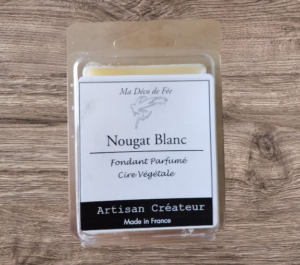 Ma Déco de Fée
Nougat Blanc
Fondant Parfumé
Cire Végétale
Artisan Créateur
Made in France